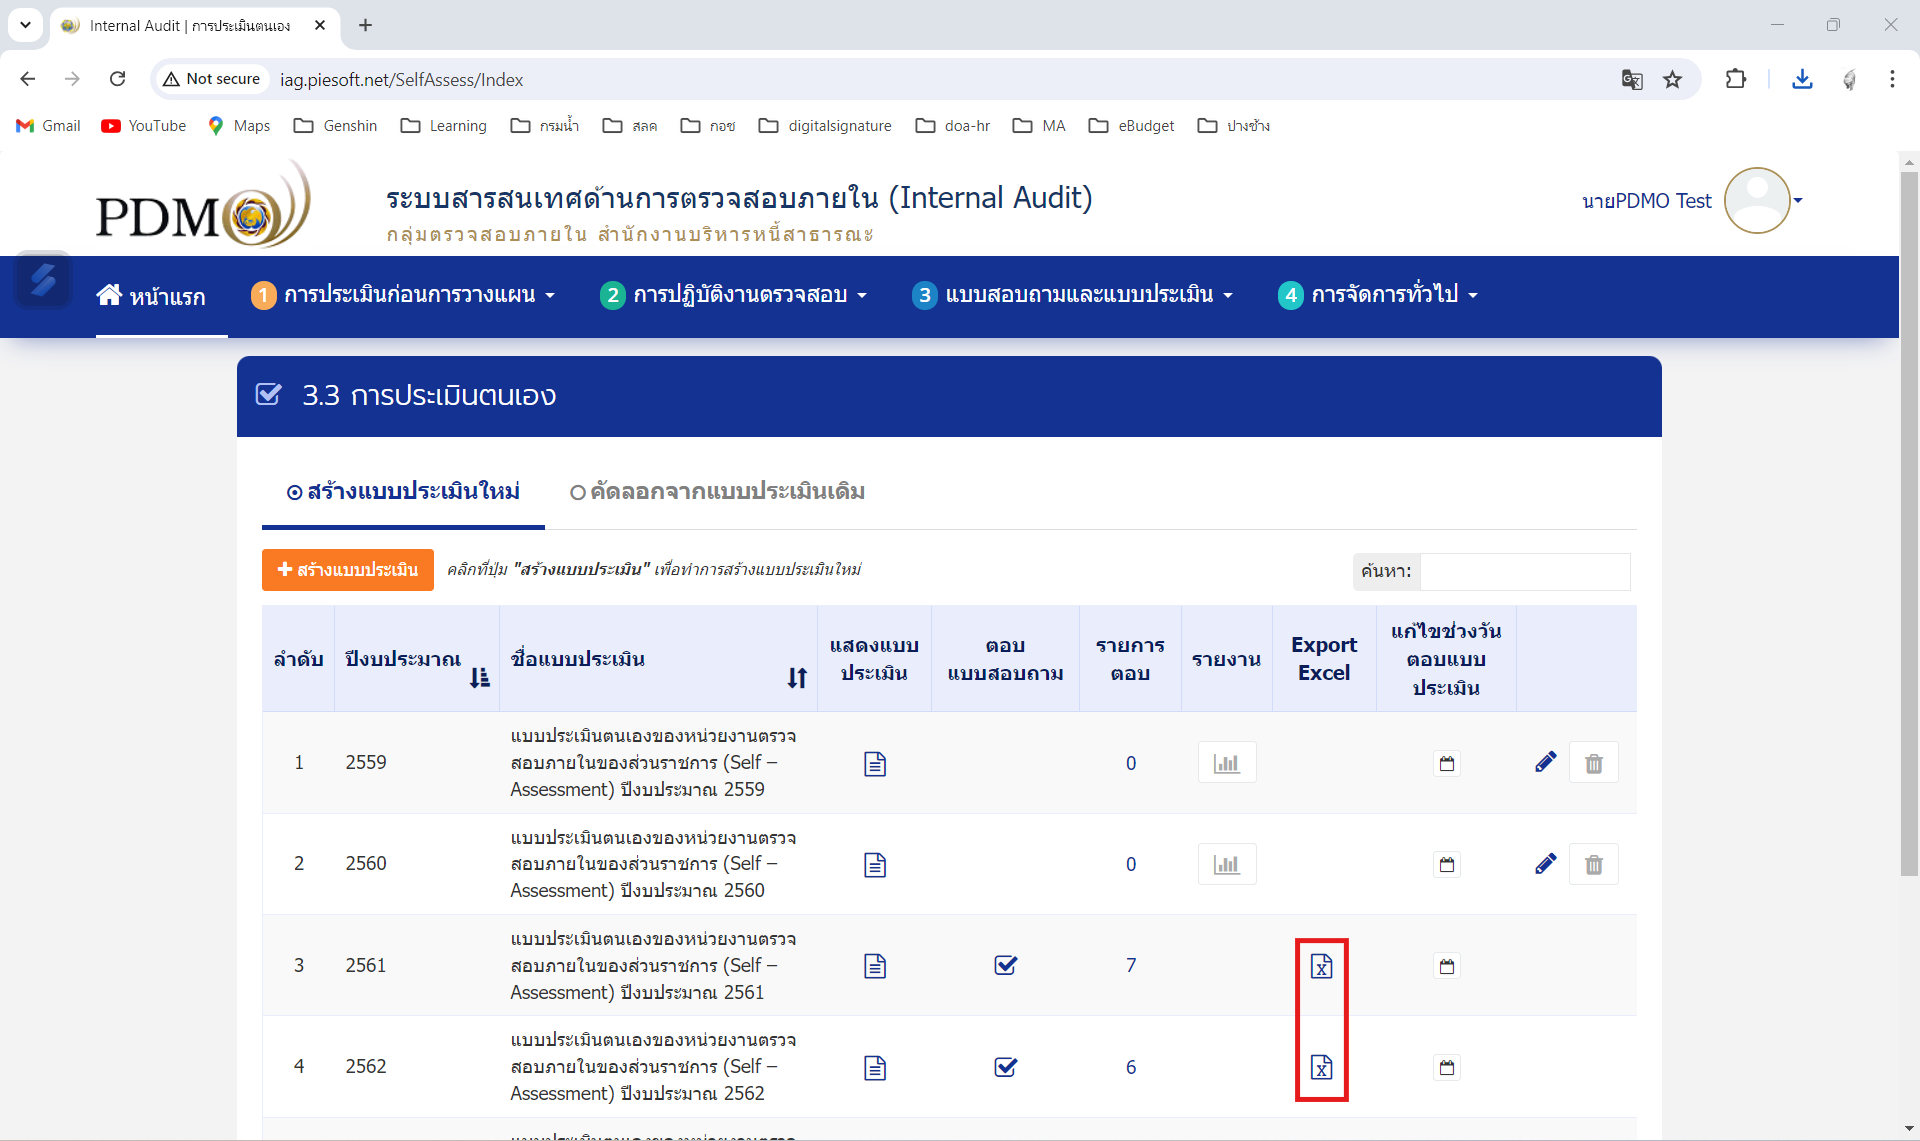 Internal Audit | การประเมินตนเอง
Not secure
iag.piesoft.net/SelfAssess/Index
Gmail
YouTube
Maps
Genshin
Learning
กรมน้ำ
สลค
กอช
digitalsignature
doa-hr
MA
eBudget
ปางช้าง
PDMO
ระบบสารสนเทศด้านการตรวจสอบภายใน (Internal Audit)
กลุ่มตรวจสอบภายใน สำนักงานบริหารหนี้สาธารณะ
นายPDMO Test
หน้าแรก
1 การประเมินก่อนการวางแผน
2 การปฏิบัติงานตรวจสอบ
3 แบบสอบถามและแบบประเมิน
4 การจัดการทั่วไป
3.3 การประเมินตนเอง
สร้างแบบประเมินใหม่
คัดลอกจากแบบประเมินเดิม
สร้างแบบประเมิน
คลิกที่ปุ่ม "สร้างแบบประเมิน" เพื่อทำการสร้างแบบประเมินใหม่
ค้นหา:
ลำดับ
ปีงบประมาณ
ชื่อแบบประเมิน
แสดงแบบ
ประเมิน
ตอบ
แบบสอบถาม
รายการ
ตอบ
รายงาน
Export
Excel
แก้ไขช่วงวัน
ตอบแบบ
ประเมิน
1
2559
แบบประเมินตนเองของหน่วยงานตรวจ
สอบภายในของส่วนราชการ (Self –
Assessment) ปีงบประมาณ 2559
0
2
2560
แบบประเมินตนเองของหน่วยงานตรวจ
สอบภายในของส่วนราชการ (Self –
Assessment) ปีงบประมาณ 2560
0
3
2561
แบบประเมินตนเองของหน่วยงานตรวจ
สอบภายในของส่วนราชการ (Self –
Assessment) ปีงบประมาณ 2561
7
4
2562
แบบประเมินตนเองของหน่วยงานตรวจ
สอบภายในของส่วนราชการ (Self –
Assessment) ปีงบประมาณ 2562
6